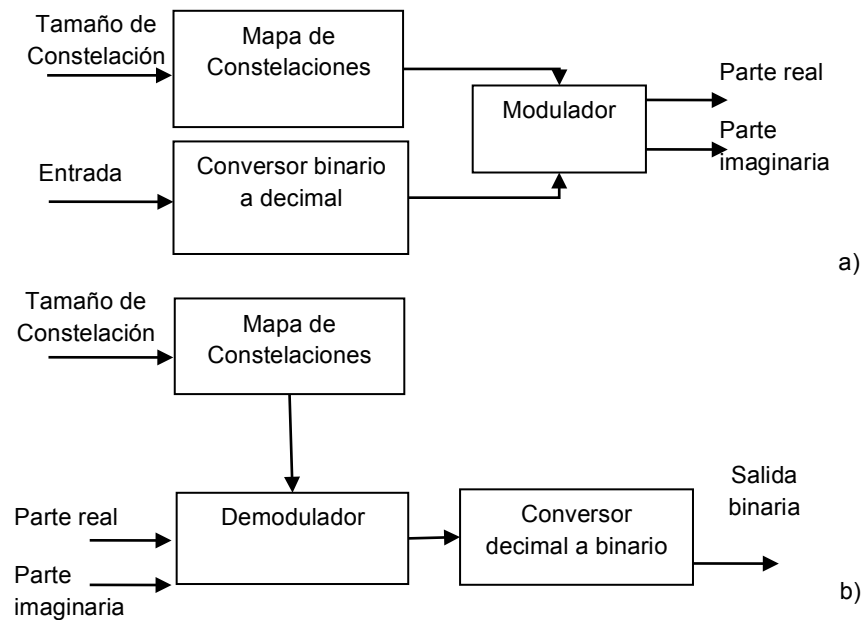 Tamaño de
Constelación
Mapa de
Constelaciones
Modulador
Parte real
Parte
imaginaria
Entrada
Conversor binario
a decimal
a)
Tamaño de
Constelación
Mapa de
Constelaciones
Parte real
Parte
imaginaria
Demodulador
Conversor
decimal a binario
Salida
binaria
b)